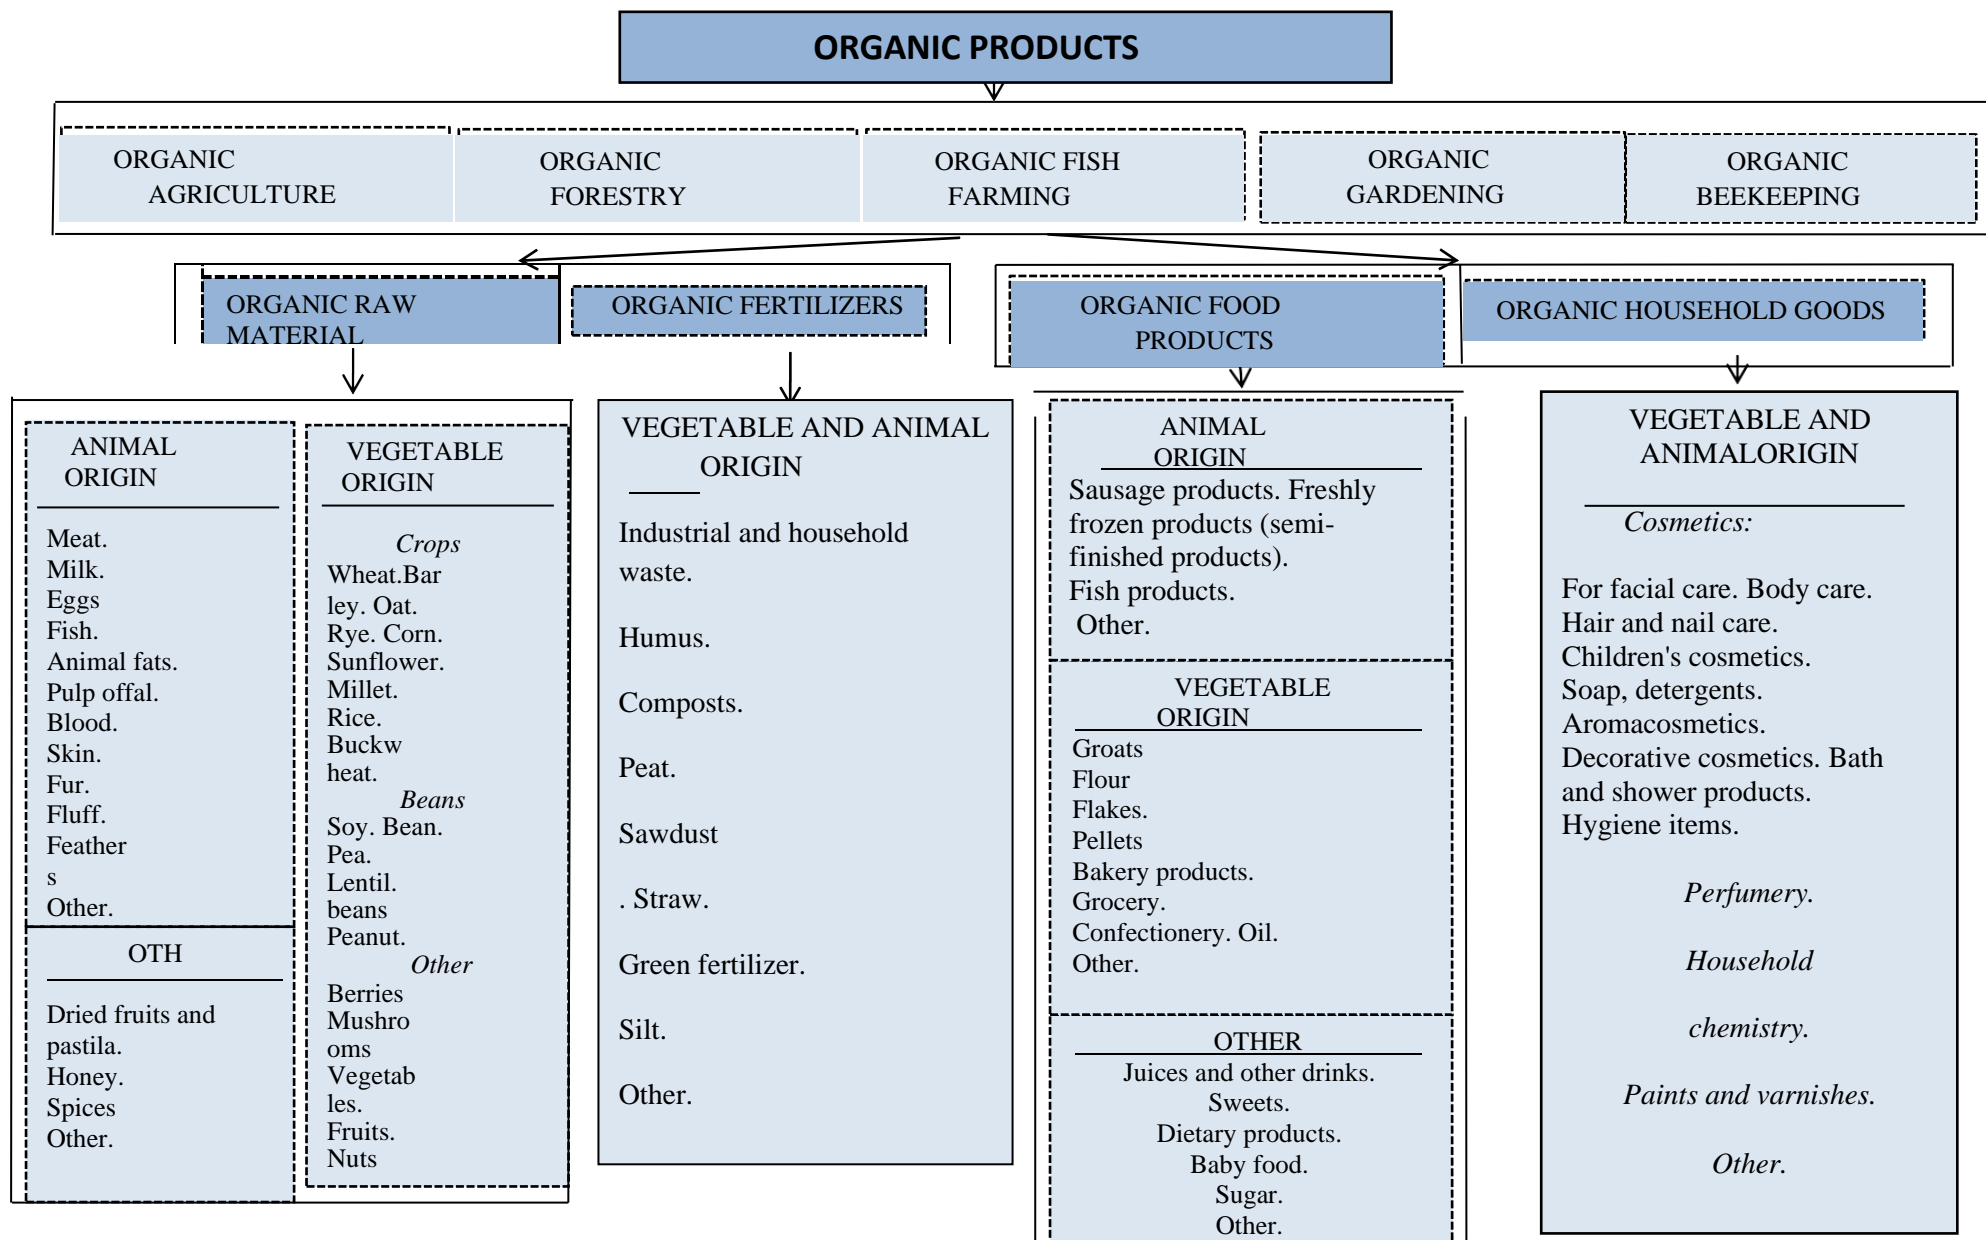 ORGANIC PRODUCTS
ORGANIC
AGRICULTURE
ORGANIC
FORESTRY
ORGANIC FISH
FARMING
ORGANIC
GARDENING
ORGANIC
BEEKEEPING
ORGANIC RAW
MATERIAL
ORGANIC FERTILIZERS
ORGANIC FOOD
PRODUCTS
ORGANIC HOUSEHOLD GOODS
ANIMAL
ORIGIN
Meat.
Milk.
Eggs
Fish.
Animal fats.
Pulp offal.
Blood.
Skin.
Fur.
Fluff.
Feather
s
Other.
OTH
Dried fruits and
pastila.
Honey.
Spices
Other.
VEGETABLE
ORIGIN
Crops
Wheat.Bar
ley. Oat.
Rye. Corn.
Sunflower.
Millet.
Rice.
Buckw
heat.
Beans
Soy. Bean.
Pea.
Lentil.
beans
Peanut.
Other
Berries
Mushro
oms
Vegetab
les.
Fruits.
Nuts
VEGETABLE AND ANIMAL
ORIGIN
Industrial and household
waste.
Humus.
Composts.
Peat.
Sawdust
. Straw.
Green fertilizer.
Silt.
Other.
ANIMAL
ORIGIN
Sausage products. Freshly
frozen products (semi-
finished products).
Fish products.
Other.
VEGETABLE
ORIGIN
Groats
Flour
Flakes.
Pellets
Bakery products.
Grocery.
Confectionery. Oil.
Other.
OTHER
Juices and other drinks.
Sweets.
Dietary products.
Baby food.
Sugar.
Other.
VEGETABLE AND
ANIMALORIGIN
Cosmetics:
For facial care. Body care.
Hair and nail care.
Children's cosmetics.
Soap, detergents.
Aromacosmetics.
Decorative cosmetics. Bath
and shower products.
Hygiene items.
Perfumery.
Household
chemistry.
Paints and varnishes.
Other.